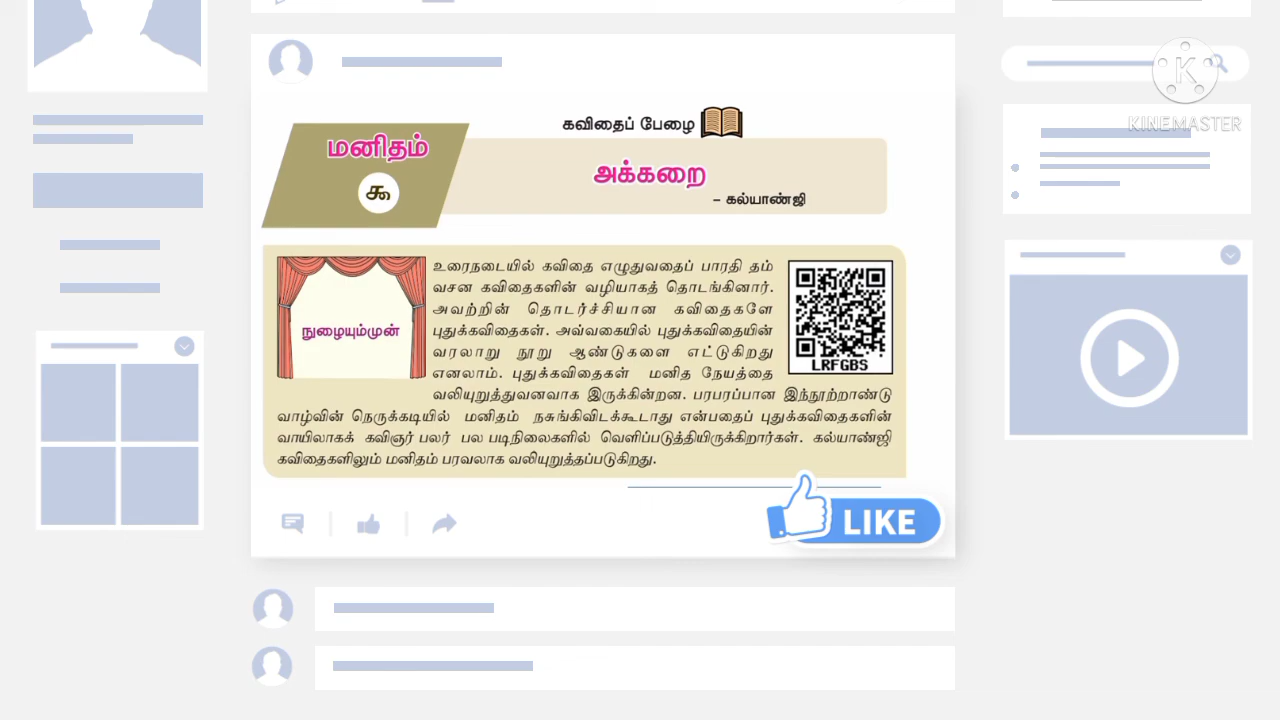 கவிதைப் பேழை
மனிதம்
௯
அக்கறை
– கல்யாண்ஜி
KINEMASTER
நுழையும்முன்
உரைநடையில் கவிதை எழுதுவதைப் பாரதி தம்
வசன கவிதைகளின் வழியாகத் தொடங்கினார்.
அவற்றின் தொடர்ச்சியான கவிதைகளே
புதுக்கவிதைகள். அவ்வகையில் புதுக்கவிதையின்
வரலாறு நூறு ஆண்டுகளை எட்டுகிறது
எனலாம். புதுக்கவிதைகள் மனித நேயத்தை
வலியுறுத்துவனவாக இருக்கின்றன. பரபரப்பான இந்நூற்றாண்டு
வாழ்வின் நெருக்கடியில் மனிதம் நசுங்கிவிடக்கூடாது என்பதைப் புதுக்கவிதைகளின்
வாயிலாகக் கவிஞர் பலர் பல படிநிலைகளில் வெளிப்படுத்தியிருக்கிறார்கள். கல்யாண்ஜி
கவிதைகளிலும் மனிதம் பரவலாக வலியுறுத்தப்படுகிறது.
LRFGBS
LIKE